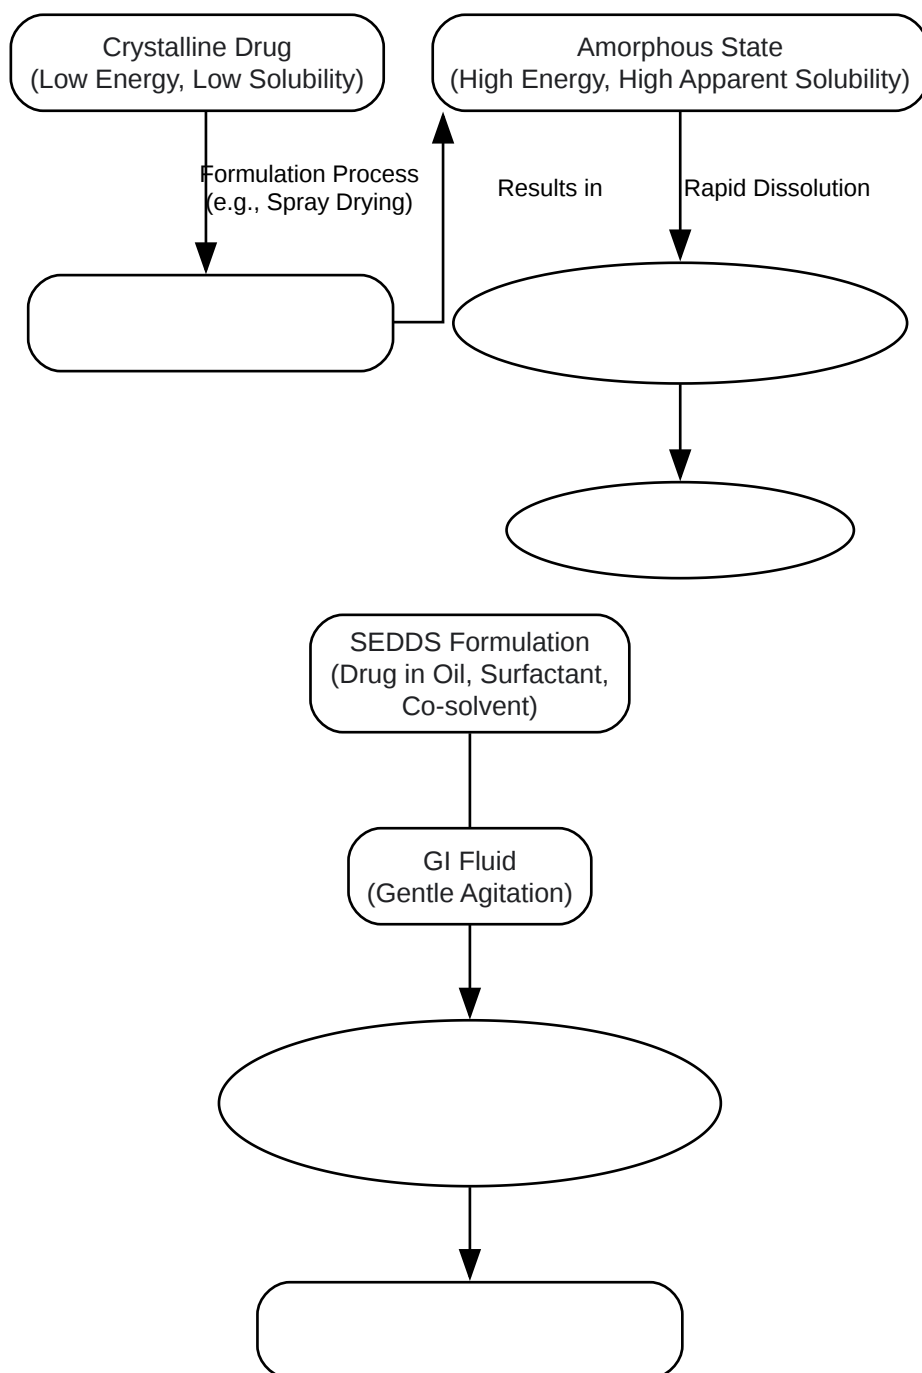 Crystalline Drug
(Low Energy, Low Solubility)
Amorphous State
(High Energy, High Apparent Solubility)
Formulation Process
(e.g., Spray Drying)
Results in
Rapid Dissolution
SEDDS Formulation
(Drug in Oil, Surfactant,
Co-solvent)
GI Fluid
(Gentle Agitation)